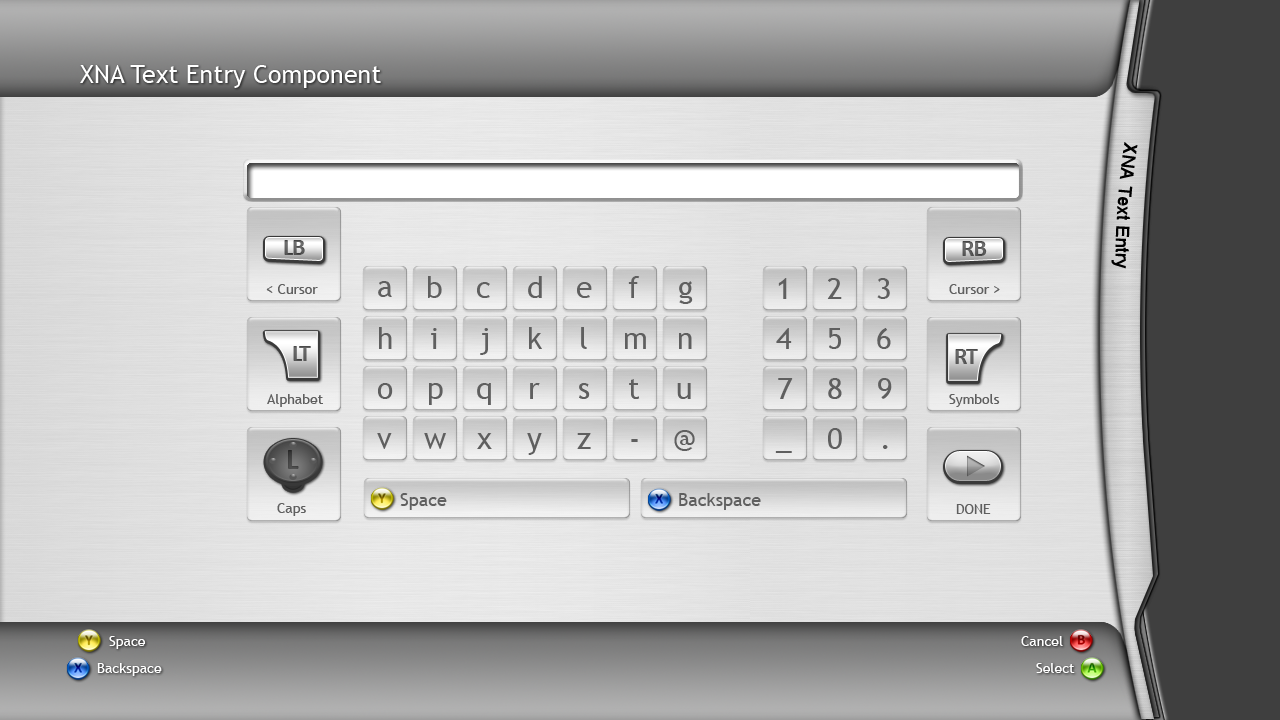 XNA Text Entry Component
XNA Text Entry
LB
< Cursor
RB
Cursor >
a b c d e f g 1 2 3
h i j k l m n 4 5 6
LT
Alphabet
RT
Symbols
o p q r s t u 7 8 9
v w x y z - @ _ 0 .
L
Caps
Y Space
X Backspace
DONE
Y Space
X Backspace
Cancel B
Select A